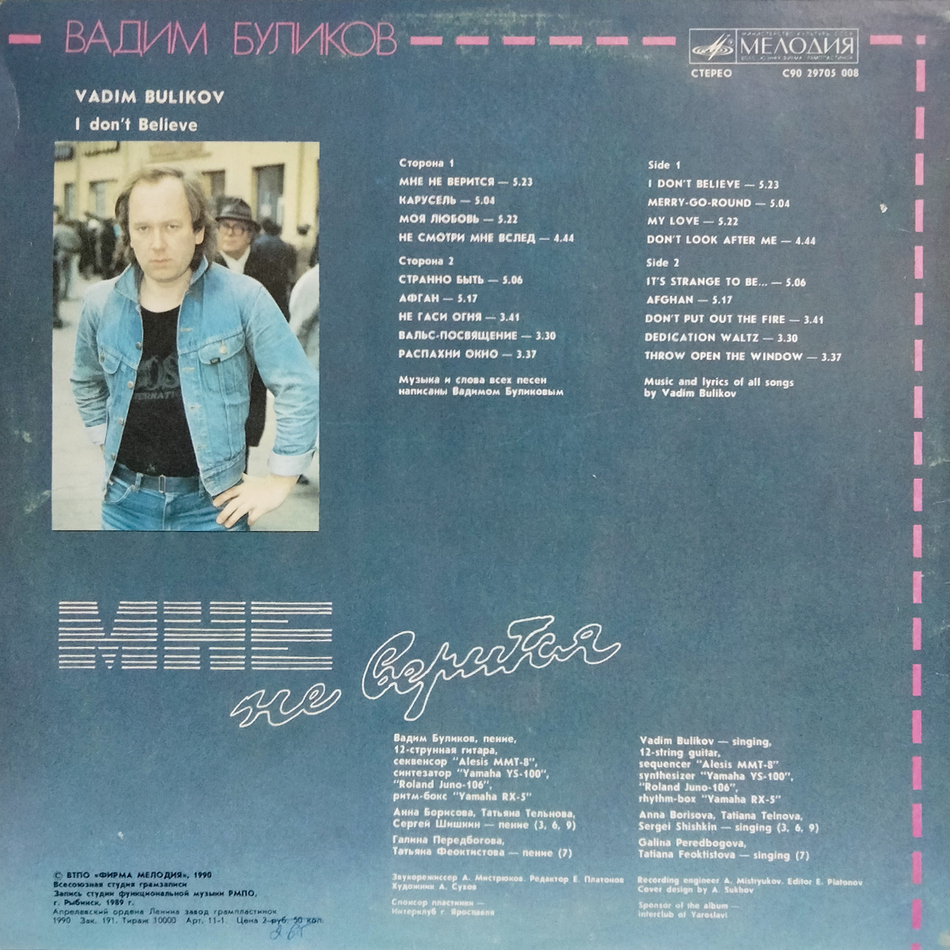 ВАДИМ БУЛИКОВ
МИНИСТЕРСТВО КУЛЬТУРЫ СССР
МЕЛОДИЯ
ВСЕСОЮЗНАЯ ФИРМА ГРАМПЛАСТИНОК
СТЕРЕО С90 29705 008
VADIM BULIKOV
I don't Believe
Сторона 1
МНЕ НЕ ВЕРИТСЯ — 5.23
КАРУСЕЛЬ — 5.04
МОЯ ЛЮБОВЬ — 5.22
НЕ СМОТРИ МНЕ ВСЛЕД — 4.44
Сторона 2
СТРАННО БЫТЬ — 5.06
АФГАН — 5.17
НЕ ГАСИ ОГНЯ — 3.41
ВАЛЬС-ПОСВЯЩЕНИЕ — 3.30
РАСПАХНИ ОКНО — 3.37
Музыка и слова всех песен
написаны Вадимом Буликовым
Side 1
I DON'T BELIEVE — 5.23
MERRY-GO-ROUND — 5.04
MY LOVE — 5.22
DON'T LOOK AFTER ME — 4.44
Side 2
IT'S STRANGE TO BE... — 5.06
AFGHAN — 5.17
DON'T PUT OUT THE FIRE — 3.41
DEDICATION WALTZ — 3.30
THROW OPEN THE WINDOW — 3.37
Music and lyrics of all songs
by Vadim Bulikov
МНЕ
не верится
Вадим Буликов, пение,
12-струнная гитара,
секвенсор "Alesis MMT-8",
синтезатор "Yamaha YS-100",
"Roland Juno-106",
ритм-бокс "Yamaha RX-5"
Анна Борисова, Татьяна Тельнова,
Сергей Шишкин — пение (3, 6, 9)
Галина Передбогова,
Татьяна Феоктистова — пение (7)
Звукорежиссер А. Мистрюков. Редактор Е. Платонов
Художник А. Сухов
Спонсор пластинки —
Интерклуб г. Ярославля
Vadim Bulikov — singing,
12-string guitar,
sequencer "Alesis MMT-8"
synthesizer "Yamaha YS-100".
"Roland Juno-106",
rhythm-box "Yamaha RX-5"
Anna Borisova, Tatiana Telnova,
Sergei Shishkin — singing (3, 6, 9)
Galina Peredbogova,
Tatiana Feoktistova — singing (7)
Recording engineer A. Mistryukov. Editor E. Platonov
Cover design by A. Sukhov
Sponsor of the album —
interclub of Yaroslavl
© ВТПО «ФИРМА МЕЛОДИЯ», 1990
Всесоюзная студия грамзаписи
Запись студии функциональной музыки РМПО,
г. Рыбинск, 1989 г.
Апрелевский ордена Ленина завод грампластинок
1990 Зак. 191. Тираж 10000 Арт. 11-1. Цена 2 руб. 50 коп.